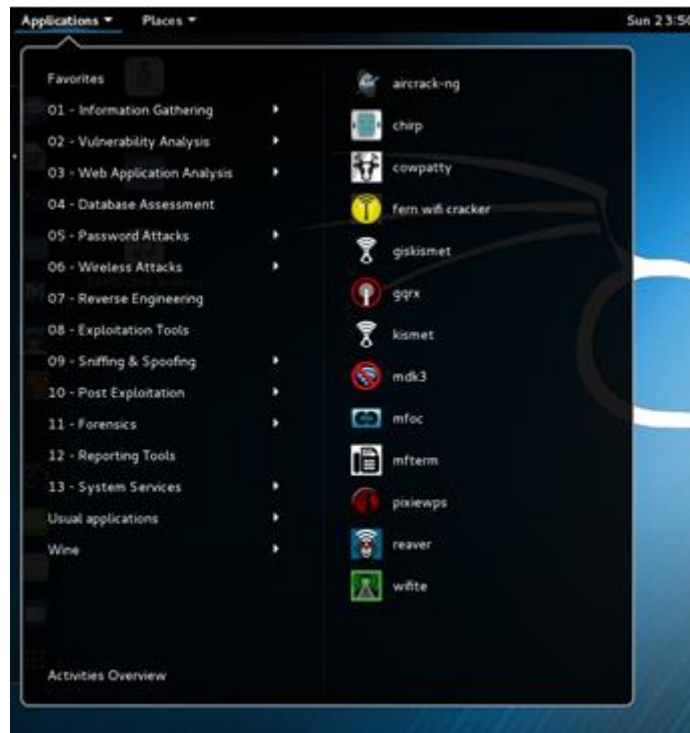 Applications Places Sun 23:50
Favorites
01 - Information Gathering
02 - Vulnerability Analysis
03 - Web Application Analysis
04 - Database Assessment
05 - Password Attacks
06 - Wireless Attacks
07 - Reverse Engineering
08 - Exploitation Tools
09 - Sniffing & Spoofing
10 - Post Exploitation
11 - Forensics
12 - Reporting Tools
13 - System Services
Usual applications
Wine
Activities Overview
aircrack-ng
chirp
cowpatty
fern wifi cracker
giskismet
gqrx
kismet
mdk3
mfoc
mfterm
pixiewps
reaver
wifite